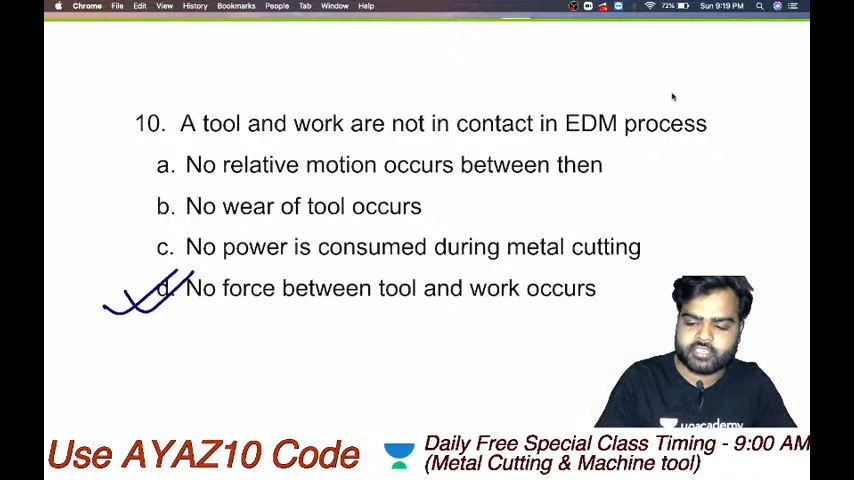 Chrome File Edit View History Bookmarks People Tab Window Help 72% Sun 9:19 PM
10. A tool and work are not in contact in EDM process
a. No relative motion occurs between then
b. No wear of tool occurs
c. No power is consumed during metal cutting
d. No force between tool and work occurs
unacademy
Use AYAZ10 Code
Daily Free Special Class Timing - 9:00 AM
(Metal Cutting & Machine tool)